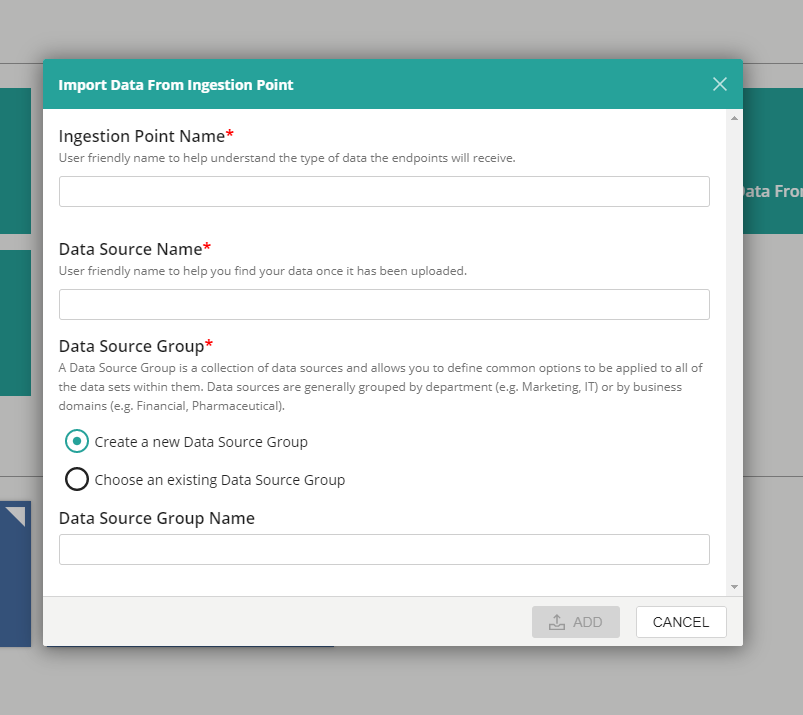 Import Data From Ingestion Point
Ingestion Point Name*
User friendly name to help understand the type of data the endpoints will receive.
Data Source Name*
User friendly name to help you find your data once it has been uploaded.
Data Source Group*
A Data Source Group is a collection of data sources and allows you to define common options to be applied to all of
the data sets within them. Data sources are generally grouped by department (e.g. Marketing, IT) or by business
domains (e.g. Financial, Pharmaceutical).
Create a new Data Source Group
Choose an existing Data Source Group
Data Source Group Name
ADD
CANCEL
ata Fro